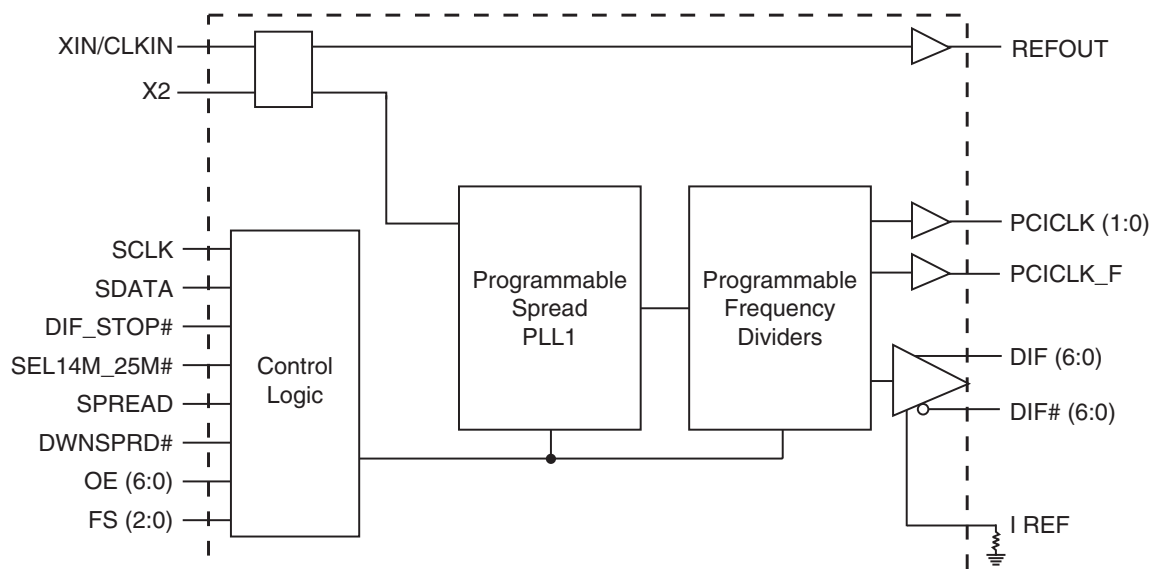 XIN/CLKIN
X2
REFOUT
SCLK
SDATA
DIF_STOP#
SEL14M_25M#
SPREAD
DWNSPRD#
OE (6:0)
FS (2:0)
Control
Logic
Programmable
Spread
PLL1
Programmable
Frequency
Dividers
PCICLK (1:0)
PCICLK_F
DIF (6:0)
DIF# (6:0)
I REF